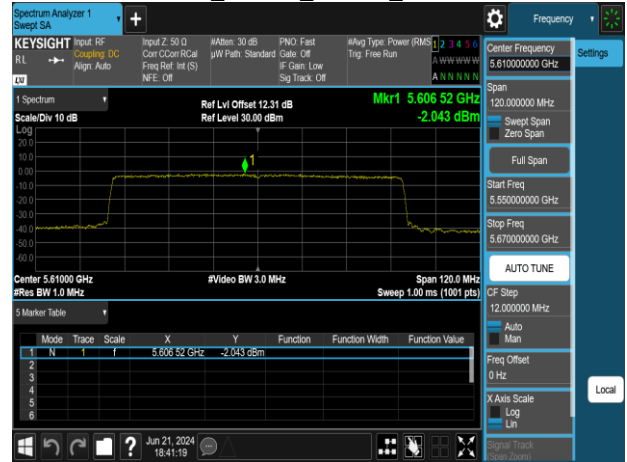 Spectrum Analyzer 1
Swept SA
+
Frequency
KEYSIGHT
RL
Input: RF
Coupling: DC
Align: Auto
Input Z: 50 Ω
Corr CCorr RCal
Freq Ref: Int (S)
NFE: Off
#Atten: 30 dB
µW Path: Standard
PNO: Fast
Gate: Off
IF Gain: Low
Sig Track: Off
#Avg Type: Power (RMS
Trig: Free Run
1 2 3 4 5 6
A W W W W W
A N N N N N
LXI
Center Frequency
5.610000000 GHz
Settings
Span
120.000000 MHz
Swept Span
Zero Span
Full Span
Start Freq
5.550000000 GHz
Stop Freq
5.670000000 GHz
AUTO TUNE
CF Step
12.000000 MHz
Auto
Man
Freq Offset
0 Hz
X Axis Scale
Log
Lin
Signal Track
(Span Zoom)
Local
1 Spectrum
Scale/Div 10 dB
Ref Lvl Offset 12.31 dB
Ref Level 30.00 dBm
Mkr1 5.606 52 GHz
-2.043 dBm
Log
20.0
10.0
0.00
-10.0
-20.0
-30.0
-40.0
-50.0
-60.0
1
Center 5.61000 GHz
#Video BW 3.0 MHz
Span 120.0 MHz
#Res BW 1.0 MHz
Sweep 1.00 ms (1001 pts)
5 Marker Table
Mode Trace Scale X Y Function Function Width Function Value
1 N 1 f 5.606 52 GHz -2.043 dBm
2
3
4
5
6
?
Jun 21, 2024
18:41:19